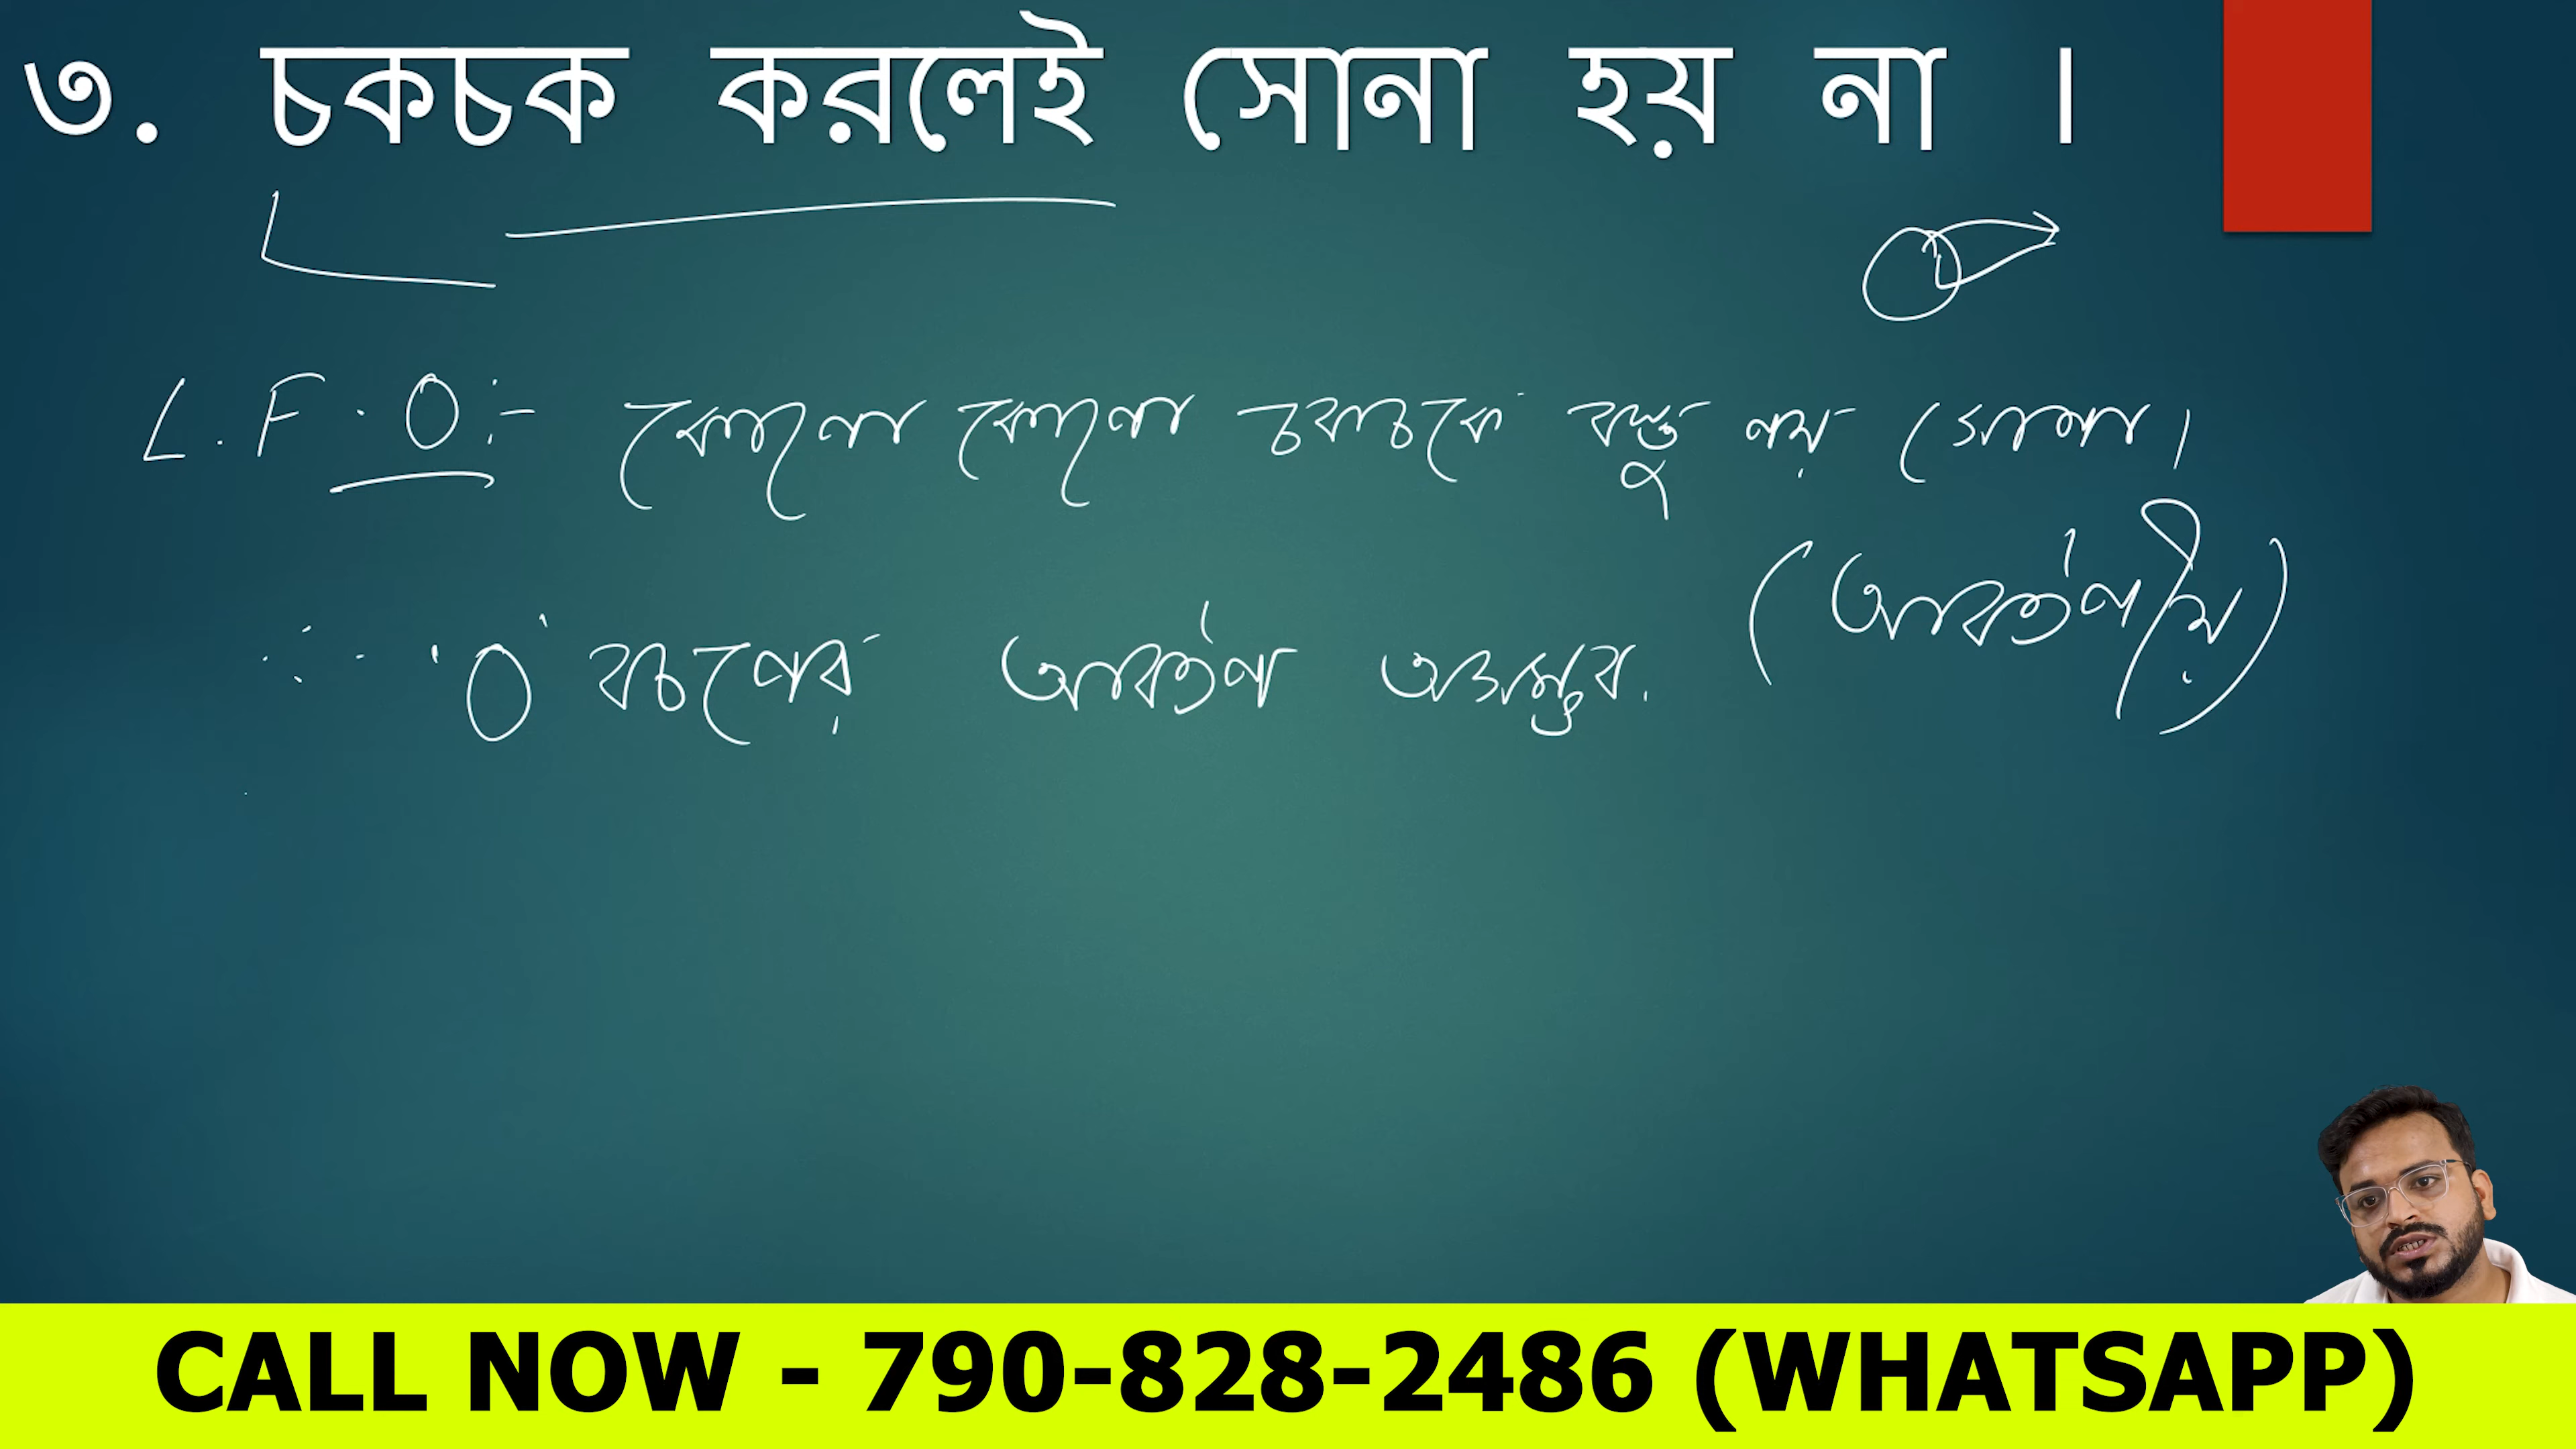 ৩. চকচক করলেই সোনা হয় না ।
L.F.O:- কোনো কোনো চকচকে বস্তু নয় সোনা।
(আবর্তনীয়)
∴ 'O' বচনের আবর্তন অসম্ভব.
CALL NOW - 790-828-2486 (WHATSAPP)